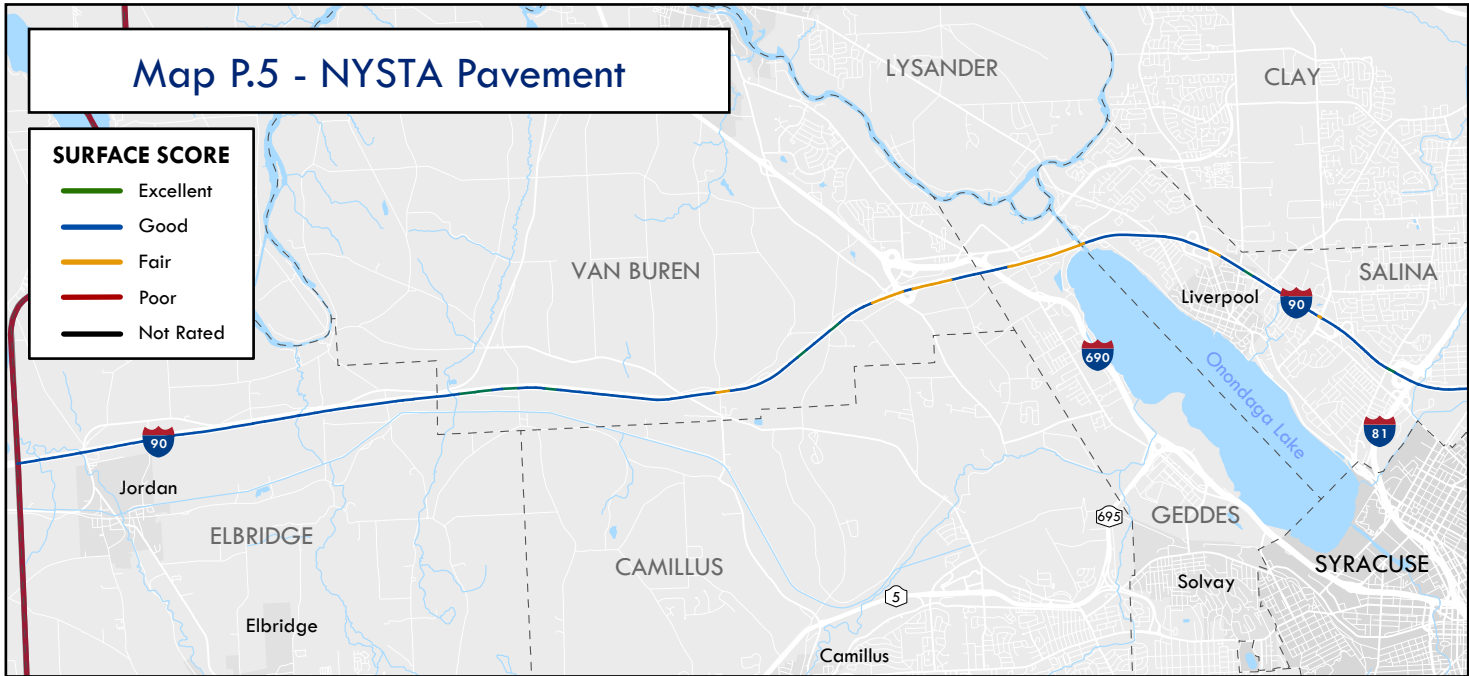 Map P.5 - NYSTA Pavement
SURFACE SCORE
Excellent
Good
Fair
Poor
Not Rated
LYSANDER
CLAY
VAN BUREN
SALINA
Liverpool
90
690
Onondaga Lake
81
90
Jordan
ELBRIDGE
695
GEDDES
CAMILLUS
SYRACUSE
Solvay
5
Elbridge
Camillus